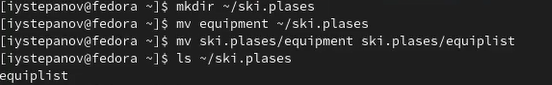 [iystepanov@fedora ~]$ mkdir ~/ski.plases
[iystepanov@fedora ~]$ mv equipment ~/ski.plases
[iystepanov@fedora ~]$ mv ski.plases/equipment ski.plases/equiplist
[iystepanov@fedora ~]$ ls ~/ski.plases
equiplist